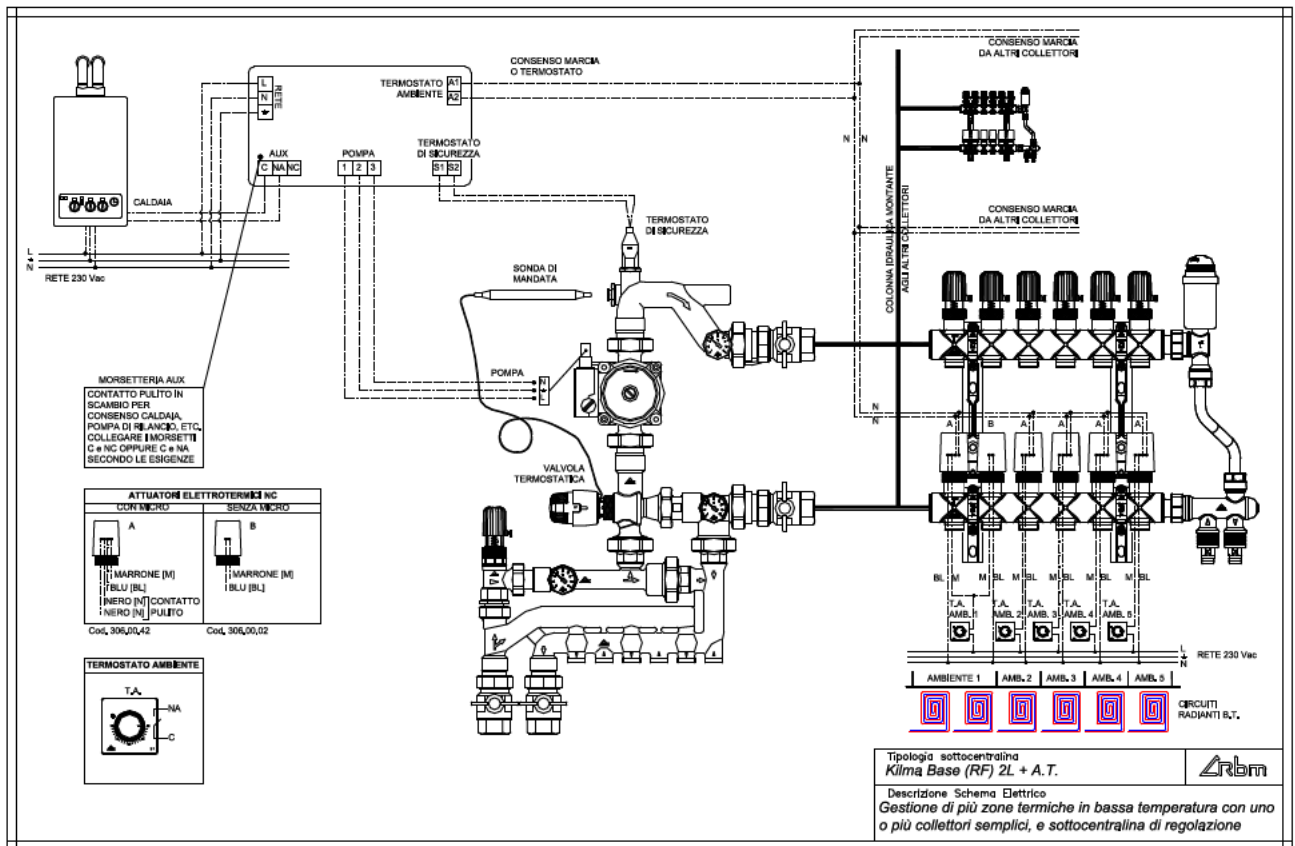 CONSENSO MARCIA
DA ALTRI COLLETTORI
CONSENSO MARCIA
O TERMOSTATO
L
N
RETE
TERMOSTATO
AMBIENTE
A1
A2
AUX
C NA NC
POMPA
1 2 3
TERMOSTATO
DI SICUREZZA
S1 S2
N N
CALDAIA
L
N
RETE 230 Vac
TERMOSTATO
DI SICUREZZA
SONDA DI
MANDATA
COLONNA IDRAULICA MONTANTE
AGLI ALTRI COLLETTORI
CONSENSO MARCIA
DA ALTRI COLLETTORI
POMPA
N
L
MORSETTERIA AUX
CONTATTO PULITO IN
SCAMBIO PER
CONSENSO CALDAIA,
POMPA DI RILANCIO, ETC.
COLLEGARE I MORSETTI
C e NC OPPURE C e NA
SECONDO LE ESIGENZE
N
N
A B A A A A
VALVOLA
TERMOSTATICA
ATTUATORI ELETTROTERMICI NC
CON MICRO
SENZA MICRO
A
B
MARRONE [M]
BLU [BL]
NERO [N] CONTATTO
NERO [N] PULITO
MARRONE [M]
BLU [BL]
Cod. 306.00.42
Cod. 306.00.02
BL M M BL M BL M BL M BL M BL
T.A.
AMB. 1
T.A.
AMB. 2
T.A.
AMB. 3
T.A.
AMB. 4
T.A.
AMB. 5
L
N
RETE 230 Vac
AMBIENTE 1 AMB. 2 AMB. 3 AMB. 4 AMB. 5
CIRCUITI
RADIANTI B.T.
TERMOSTATO AMBIENTE
T.A.
NA
C
Tipologia sottocentralina
Kilma Base (RF) 2L + A.T.
rbm
Descrizione Schema Elettrico
Gestione di più zone termiche in bassa temperatura con uno
o più collettori semplici, e sottocentralina di regolazione